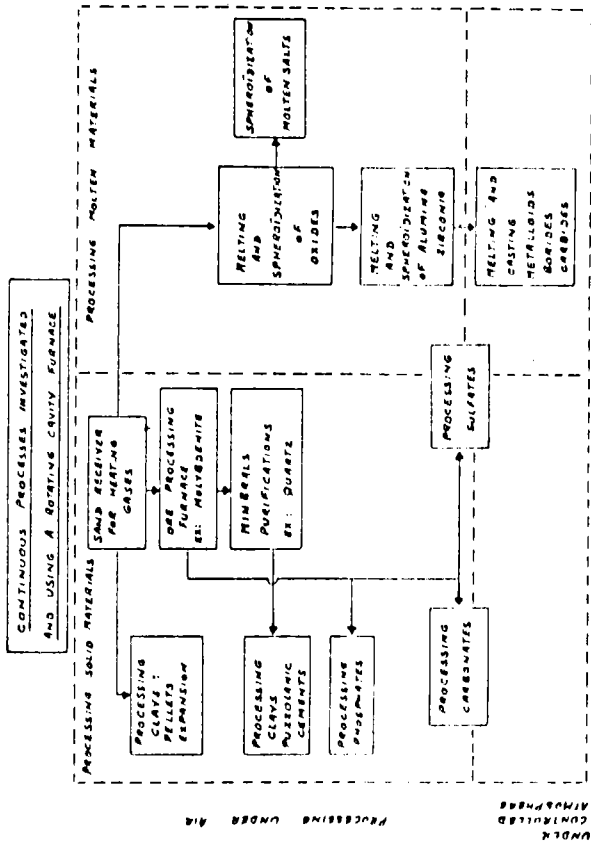 CONTINUOUS PROCESSES INVESTIGATED
AND USING A ROTATING CAVITY FURNACE
PROCESSING SOLID MATERIALS
PROCESSING MOLTEN MATERIALS
SAND RECEIVER
FOR HEATING
GASES
ORE PROCESSING
FURNACE
EX: MOLYBDENITE
MINERALS
PURIFICATIONS
EX: QUARTZ
PROCESSING
CLAYS :
PELLETS
EXPANSION
PROCESSING
CLAYS
PUZZOLANIC
CEMENTS
PROCESSING
PHOSPHATES
PROCESSING
CARBONATES
PROCESSING
SULFATES
MELTING
AND
SPHEROIDIZATION
OF
OXIDES
SPHEROIDIZATION
OF
MOLTEN SALTS
MELTING
AND
SPHEROIDIZATION
OF ALUMINA
ZIRCONIA
MELTING AND
CASTING
METALLOIDS
BORIDES
CARBIDES
PROCESSING UNDER AIR
UNDER
CONTROLLED
ATMOSPHERE